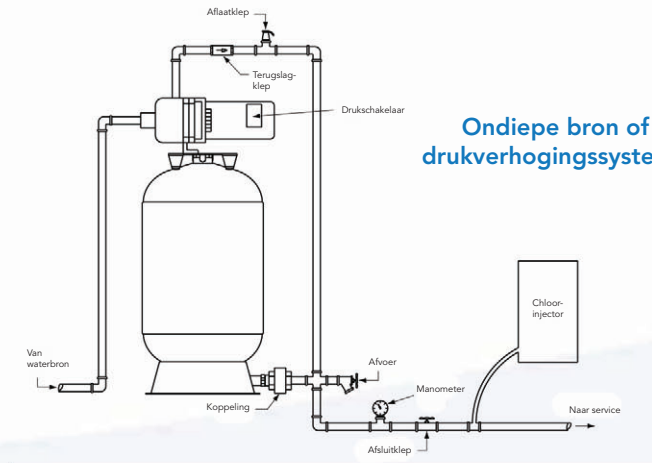 Aflaatklep
Terugslag-
klep
Drukschakelaar
Ondiepe bron of
drukverhogingssyste
Chloor-
injector
Van
waterbron
Afvoer
Manometer
Koppeling
Naar service
Afsluitklep